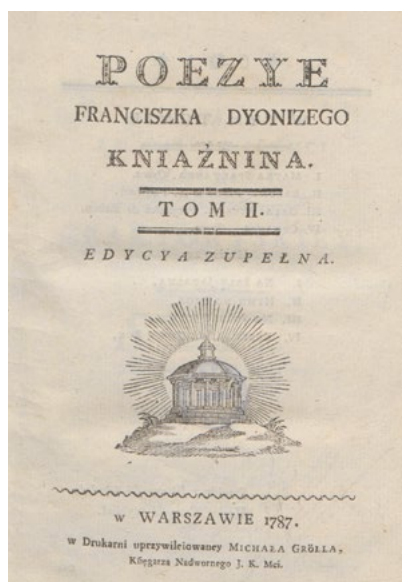 POEZYE
FRANCISZKA DYONIZEGO
KNIAŹNINA.
TOM II.
EDYCYA ZUPEŁNA.
w WARSZAWIE 1787.
w Drukarni uprzywileiowaney MICHAŁA GRÖLLA,
Księgarza Nadwornego J. K. Mci.